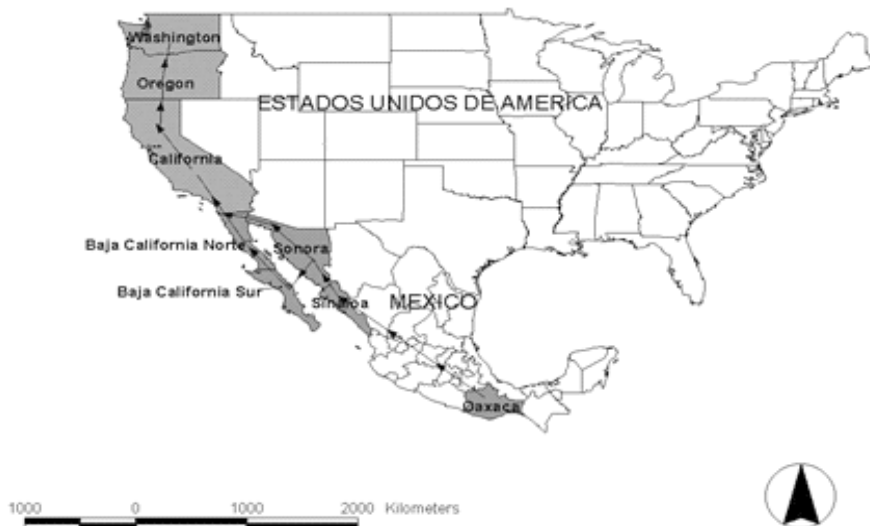 Washington
Oregon
ESTADOS UNIDOS DE AMERICA
California
Baja California Norte
Sonora
Baja California Sur
Sinaloa
MEXICO
Oaxaca
1000 0 1000 2000 Kilometers